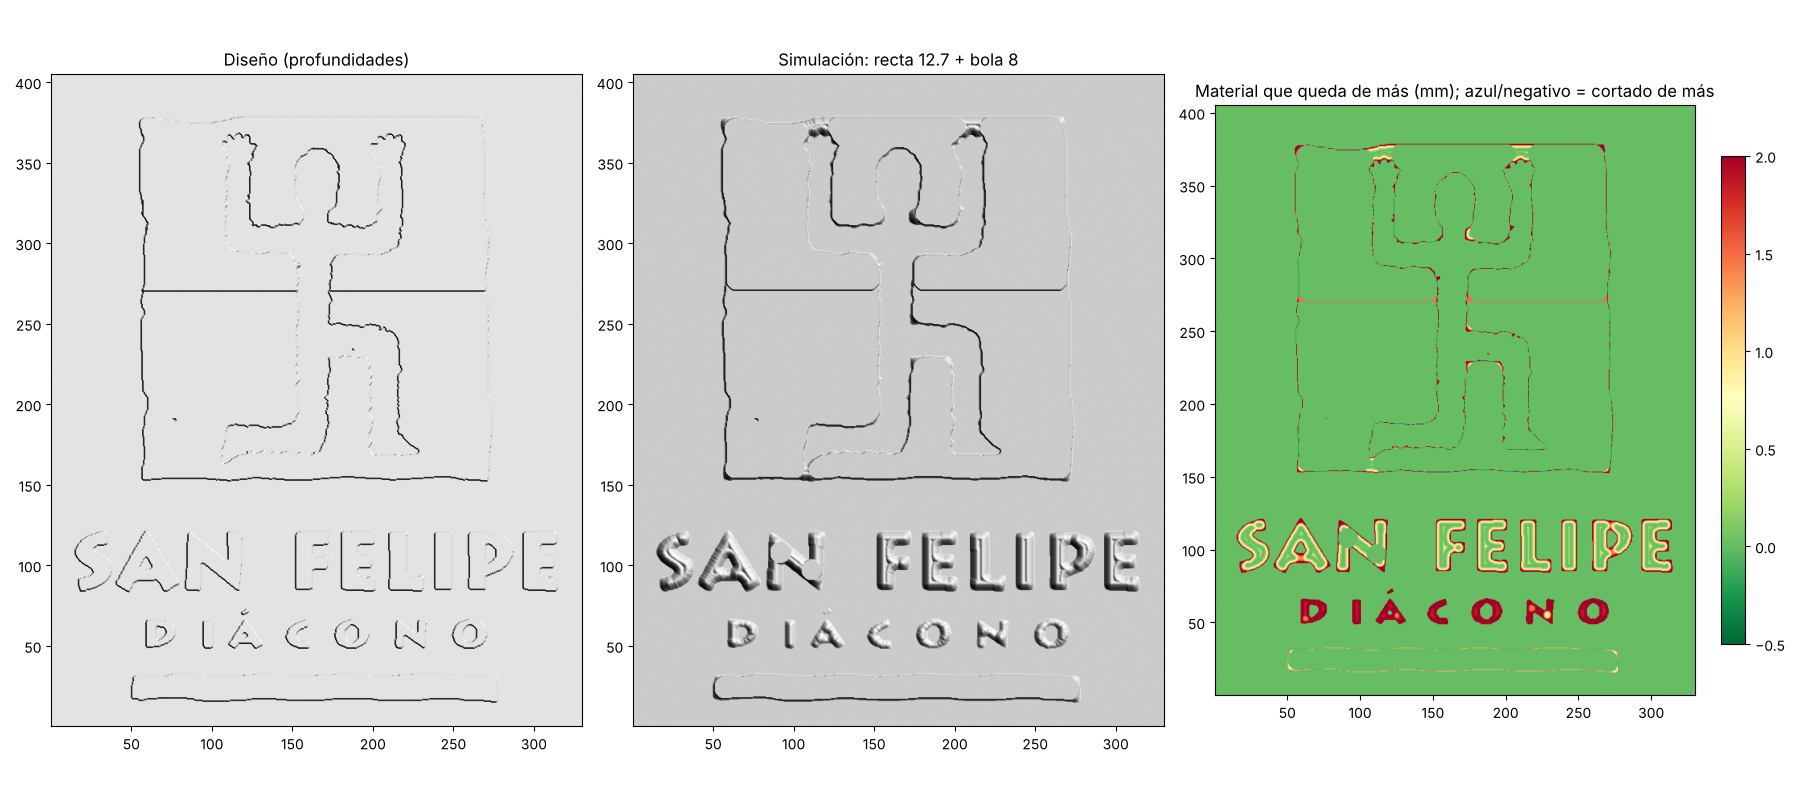 Diseño (profundidades)
400
350
300
250
200
150
100
50
50 100 150 200 250 300
SAN FELIPE
DIÁCONO
Simulación: recta 12.7 + bola 8
400
350
300
250
200
150
100
50
50 100 150 200 250 300
SAN FELIPE
DIÁCONO
Material que queda de más (mm); azul/negativo = cortado de más
400
350
300
250
200
150
100
50
50 100 150 200 250 300
SAN FELIPE
DIÁCONO
2.0
1.5
1.0
0.5
0.0
−0.5